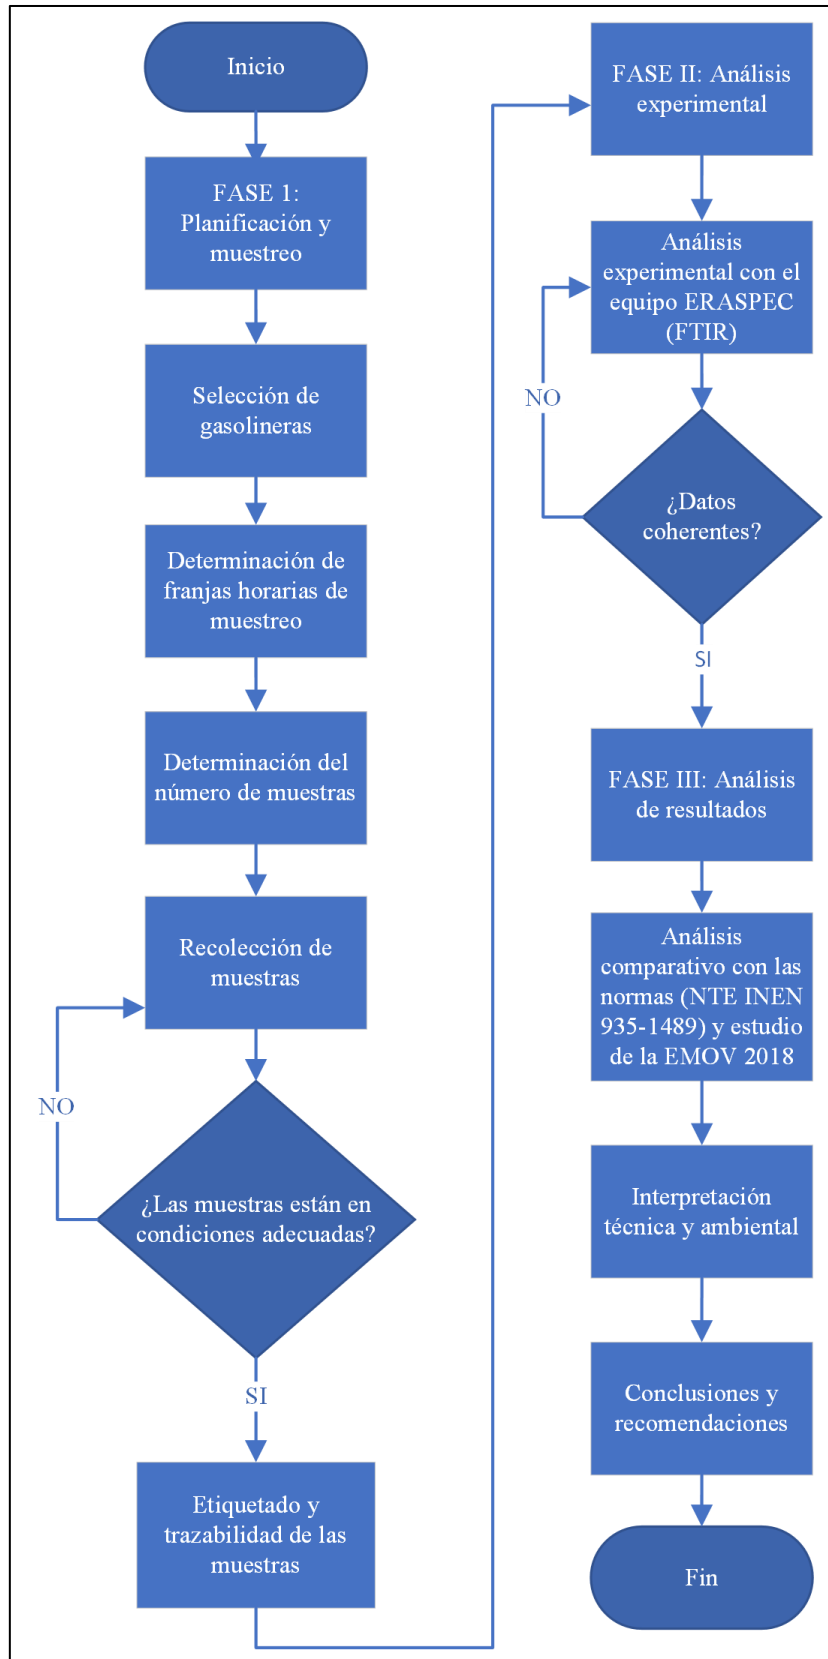 Inicio
FASE 1:
Planificación y
muestreo
Selección de
gasolineras
Determinación de
franjas horarias de
muestreo
Determinación del
número de muestras
Recolección de
muestras
NO
¿Las muestras están en
condiciones adecuadas?
SI
Etiquetado y
trazabilidad de las
muestras
FASE II: Análisis
experimental
Análisis
experimental con el
equipo ERASPEC
(FTIR)
NO
¿Datos
coherentes?
SI
FASE III: Análisis
de resultados
Análisis
comparativo con las
normas (NTE INEN
935-1489) y estudio
de la EMOV 2018
Interpretación
técnica y ambiental
Conclusiones y
recomendaciones
Fin